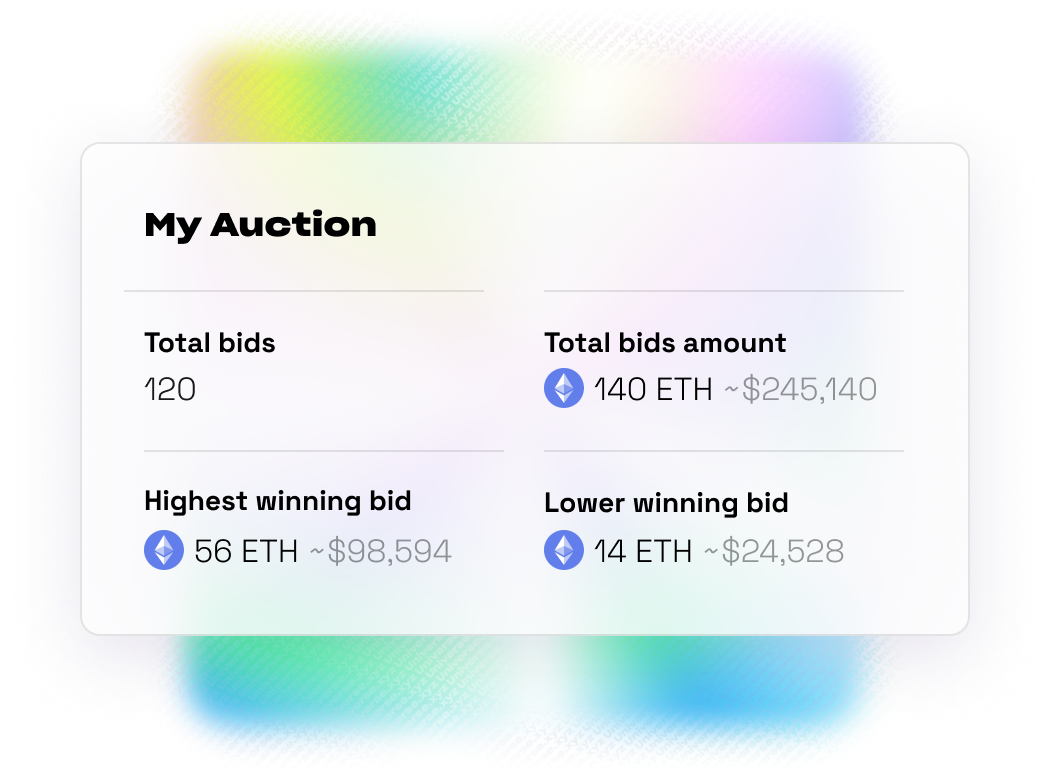 My Auction
Total bids
120
Total bids amount
140 ETH ~$245,140
Highest winning bid
56 ETH ~$98,594
Lower winning bid
14 ETH ~$24,528